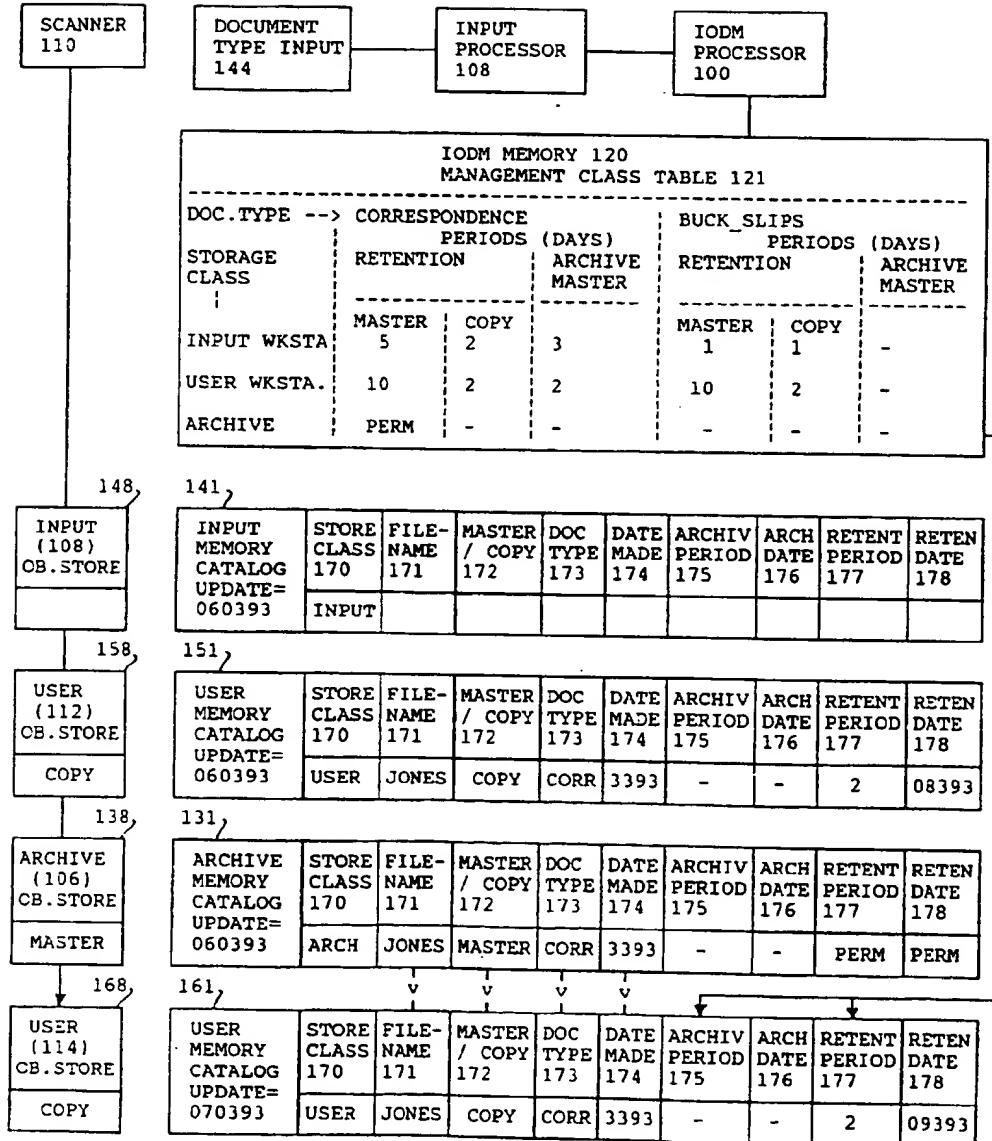 SCANNER
110
DOCUMENT
TYPE INPUT
144
INPUT
PROCESSOR
108
IODM
PROCESSOR
100
IODM MEMORY 120
MANAGEMENT CLASS TABLE 121
DOC.TYPE --> CORRESPONDENCE BUCK_SLIPS
PERIODS (DAYS) PERIODS (DAYS)
STORAGE RETENTION ARCHIVE RETENTION ARCHIVE
CLASS MASTER MASTER
MASTER COPY MASTER COPY
INPUT WKSTA 5 2 3 1 1 -
USER WKSTA. 10 2 2 10 2 -
ARCHIVE PERM - - - - -
148
INPUT
(108)
OB.STORE
141
INPUT
MEMORY
CATALOG
UPDATE=
060393
STORE CLASS 170
FILE-NAME 171
MASTER / COPY 172
DOC TYPE 173
DATE MADE 174
ARCHIV PERIOD 175
ARCH DATE 176
RETENT PERIOD 177
RETEN DATE 178
INPUT
158
USER
(112)
OB.STORE
COPY
151
USER
MEMORY
CATALOG
UPDATE=
060393
STORE CLASS 170
FILE-NAME 171
MASTER / COPY 172
DOC TYPE 173
DATE MADE 174
ARCHIV PERIOD 175
ARCH DATE 176
RETENT PERIOD 177
RETEN DATE 178
USER JONES COPY CORR 3393 - - 2 08393
138
ARCHIVE
(106)
OB.STORE
MASTER
131
ARCHIVE
MEMORY
CATALOG
UPDATE=
060393
STORE CLASS 170
FILE-NAME 171
MASTER / COPY 172
DOC TYPE 173
DATE MADE 174
ARCHIV PERIOD 175
ARCH DATE 176
RETENT PERIOD 177
RETEN DATE 178
ARCH JONES MASTER CORR 3393 - - PERM PERM
168
USER
(114)
OB.STORE
COPY
161
USER
MEMORY
CATALOG
UPDATE=
070393
STORE CLASS 170
FILE-NAME 171
MASTER / COPY 172
DOC TYPE 173
DATE MADE 174
ARCHIV PERIOD 175
ARCH DATE 176
RETENT PERIOD 177
RETEN DATE 178
USER JONES COPY CORR 3393 - - 2 09393